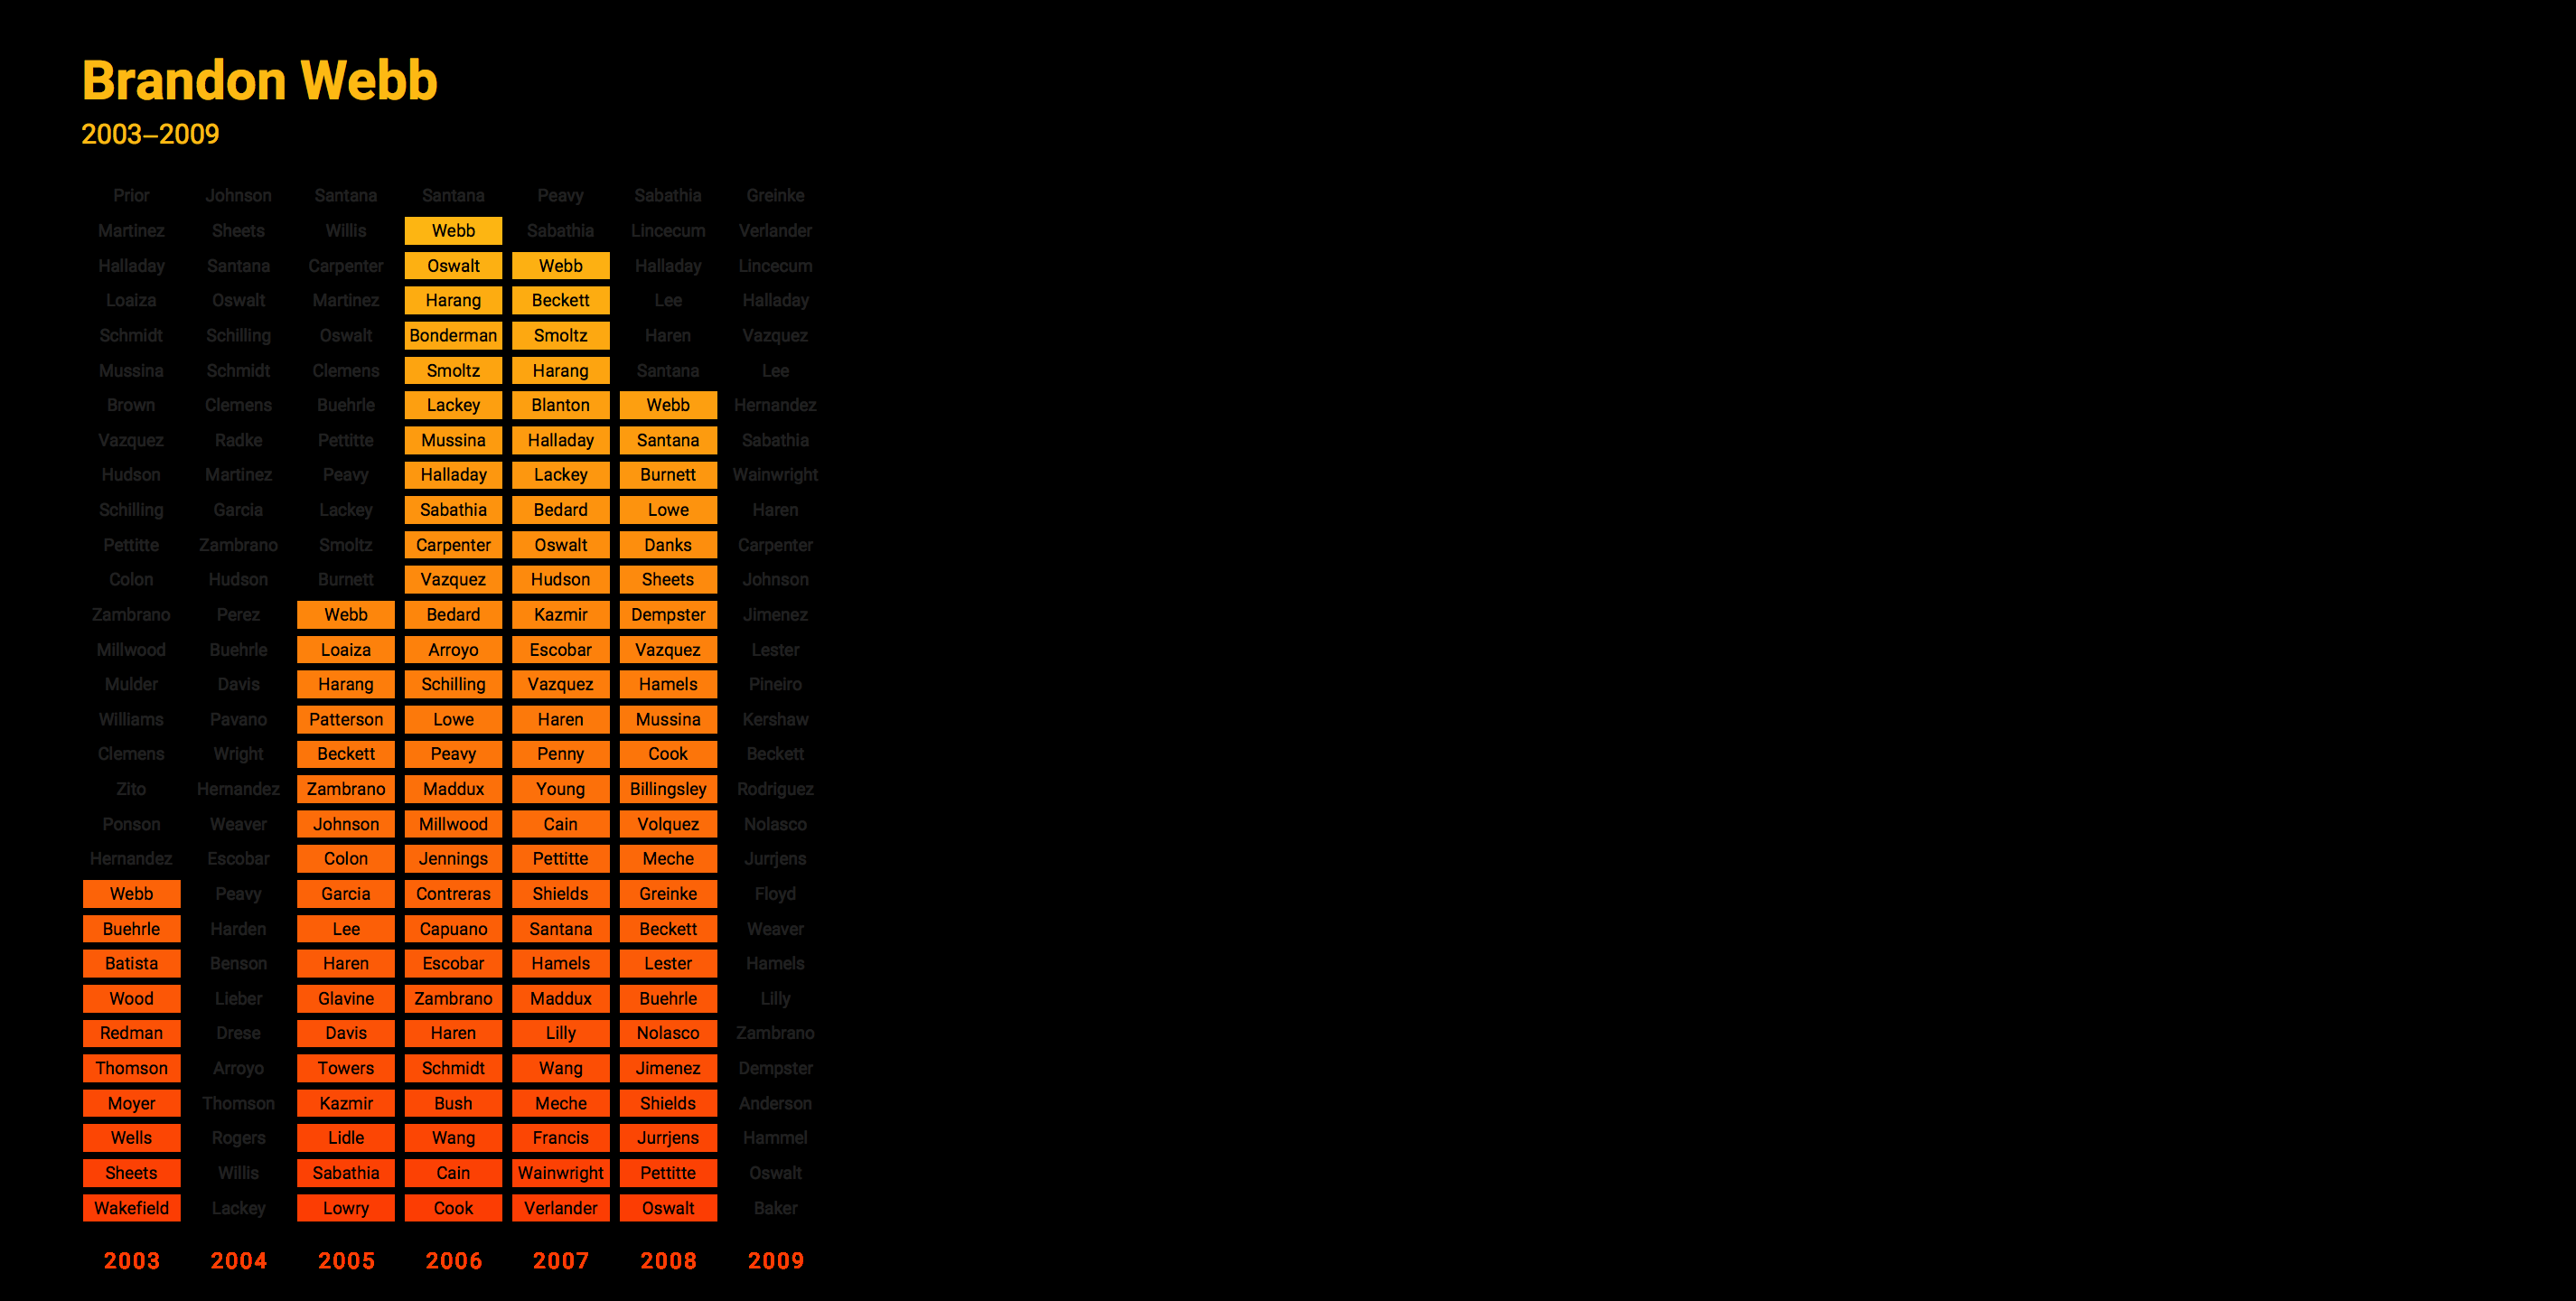 Brandon Webb
2003–2009
Prior Johnson Santana Santana Peavy Sabathia Greinke
Martinez Sheets Willis Webb Sabathia Lincecum Verlander
Halladay Santana Carpenter Oswalt Webb Halladay Lincecum
Loaiza Oswalt Martinez Harang Beckett Lee Halladay
Schmidt Schilling Oswalt Bonderman Smoltz Haren Vazquez
Mussina Schmidt Clemens Smoltz Harang Santana Lee
Brown Clemens Buehrle Lackey Blanton Webb Hernandez
Vazquez Radke Pettitte Mussina Halladay Santana Sabathia
Hudson Martinez Peavy Halladay Lackey Burnett Wainwright
Schilling Garcia Lackey Sabathia Bedard Lowe Haren
Pettitte Zambrano Smoltz Carpenter Oswalt Danks Carpenter
Colon Hudson Burnett Vazquez Hudson Sheets Johnson
Zambrano Perez Webb Bedard Kazmir Dempster Jimenez
Millwood Buehrle Loaiza Arroyo Escobar Vazquez Lester
Mulder Davis Harang Schilling Vazquez Hamels Pineiro
Williams Pavano Patterson Lowe Haren Mussina Kershaw
Clemens Wright Beckett Peavy Penny Cook Beckett
Zito Hernandez Zambrano Maddux Young Billingsley Rodriguez
Ponson Weaver Johnson Millwood Cain Volquez Nolasco
Hernandez Escobar Colon Jennings Pettitte Meche Jurrjens
Webb Peavy Garcia Contreras Shields Greinke Floyd
Buehrle Harden Lee Capuano Santana Beckett Weaver
Batista Benson Haren Escobar Hamels Lester Hamels
Wood Lieber Glavine Zambrano Maddux Buehrle Lilly
Redman Drese Davis Haren Lilly Nolasco Zambrano
Thomson Arroyo Towers Schmidt Wang Jimenez Dempster
Moyer Thomson Kazmir Bush Meche Shields Anderson
Wells Rogers Lidle Wang Francis Jurrjens Hammel
Sheets Willis Sabathia Cain Wainwright Pettitte Oswalt
Wakefield Lackey Lowry Cook Verlander Oswalt Baker
2003 2004 2005 2006 2007 2008 2009